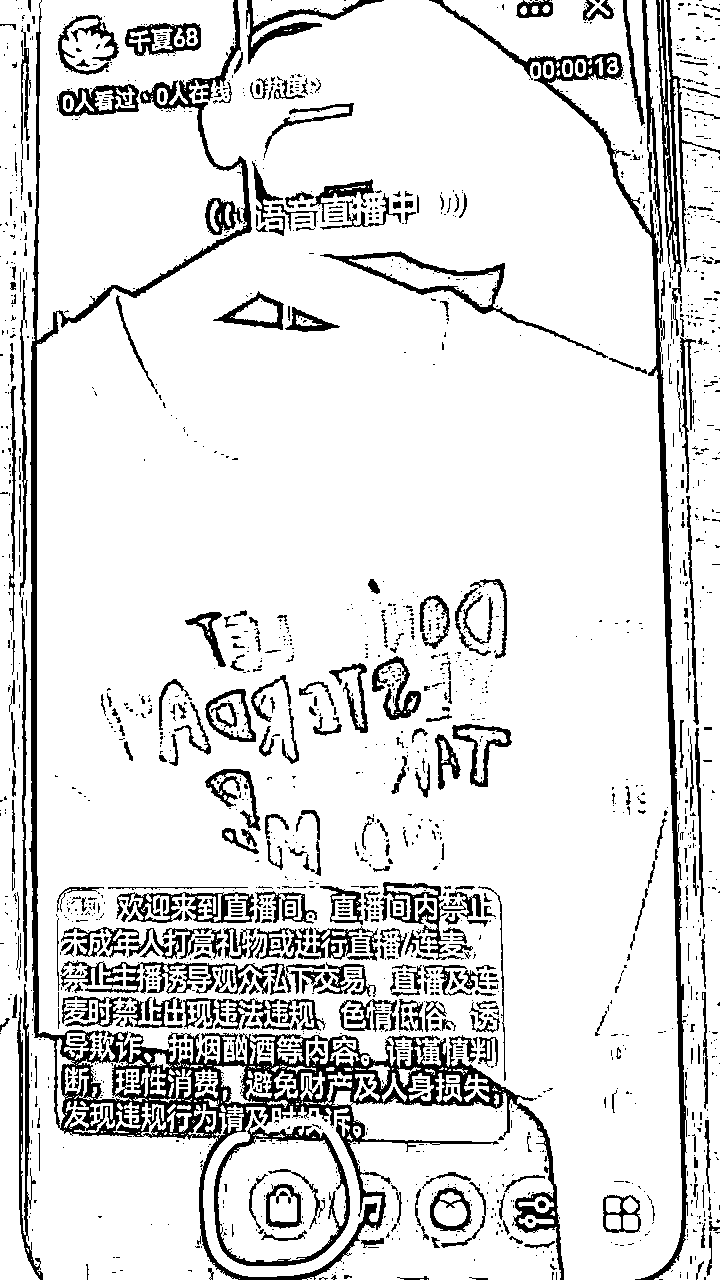 千夏68
00:00:13
0人看过·0人在线 0热度
语音直播中
DON LET
YESTERDAY
TAK
UP
欢迎来到直播间。直播间内禁止
未成年人打赏礼物或进行直播/连麦。
禁止主播诱导观众私下交易。直播及连
麦时禁止出现违法违规、色情低俗、诱
导欺诈、抽烟酗酒等内容。请谨慎判
断，理性消费，避免财产及人身损失，
发现违规行为请及时投诉。